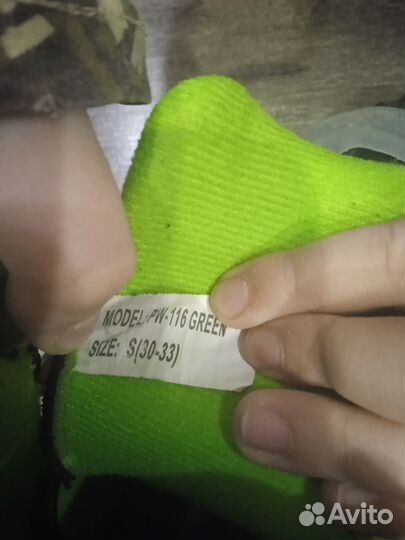 MODEL: PW-116 GREEN
SIZE: S(30-33)
Avito